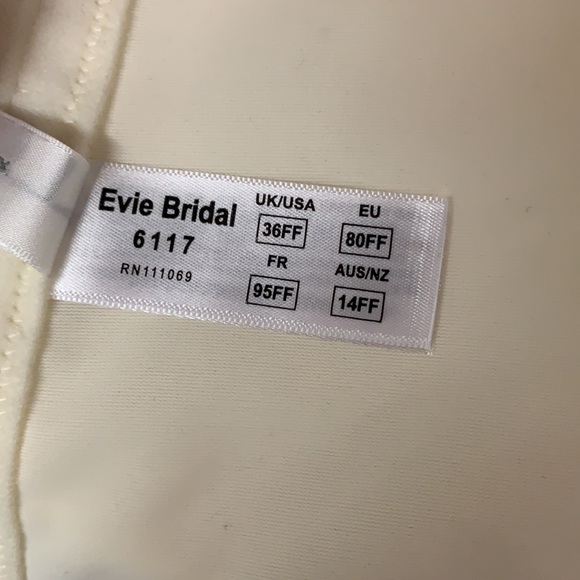 Evie Bridal
6117
RN111069
UK/USA
36FF
EU
80FF
FR
95FF
AUS/NZ
14FF